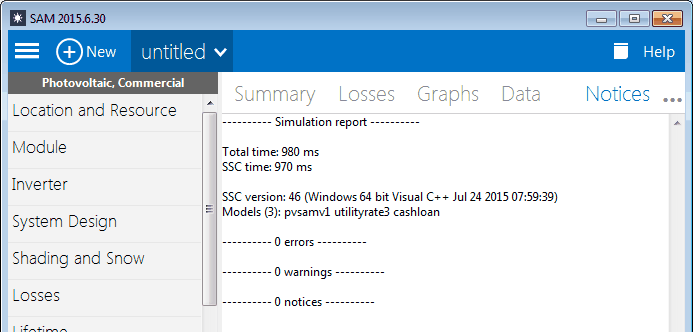 SAM 2015.6.30
New
untitled
Help
Photovoltaic, Commercial
Location and Resource
Module
Inverter
System Design
Shading and Snow
Losses
Lifetime
Summary Losses Graphs Data Notices ...
---------- Simulation report ----------
Total time: 980 ms
SSC time: 970 ms
SSC version: 46 (Windows 64 bit Visual C++ Jul 24 2015 07:59:39)
Models (3): pvsamv1 utilityrate3 cashloan
---------- 0 errors ----------
---------- 0 warnings ----------
---------- 0 notices ----------